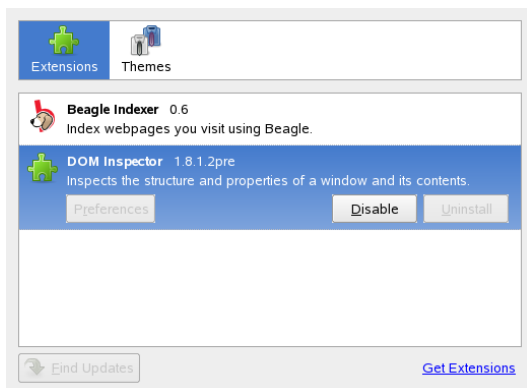 Extensions Themes
Beagle Indexer 0.6
Index webpages you visit using Beagle.
DOM Inspector 1.8.1.2pre
Inspects the structure and properties of a window and its contents.
Preferences Disable Uninstall
Find Updates Get Extensions